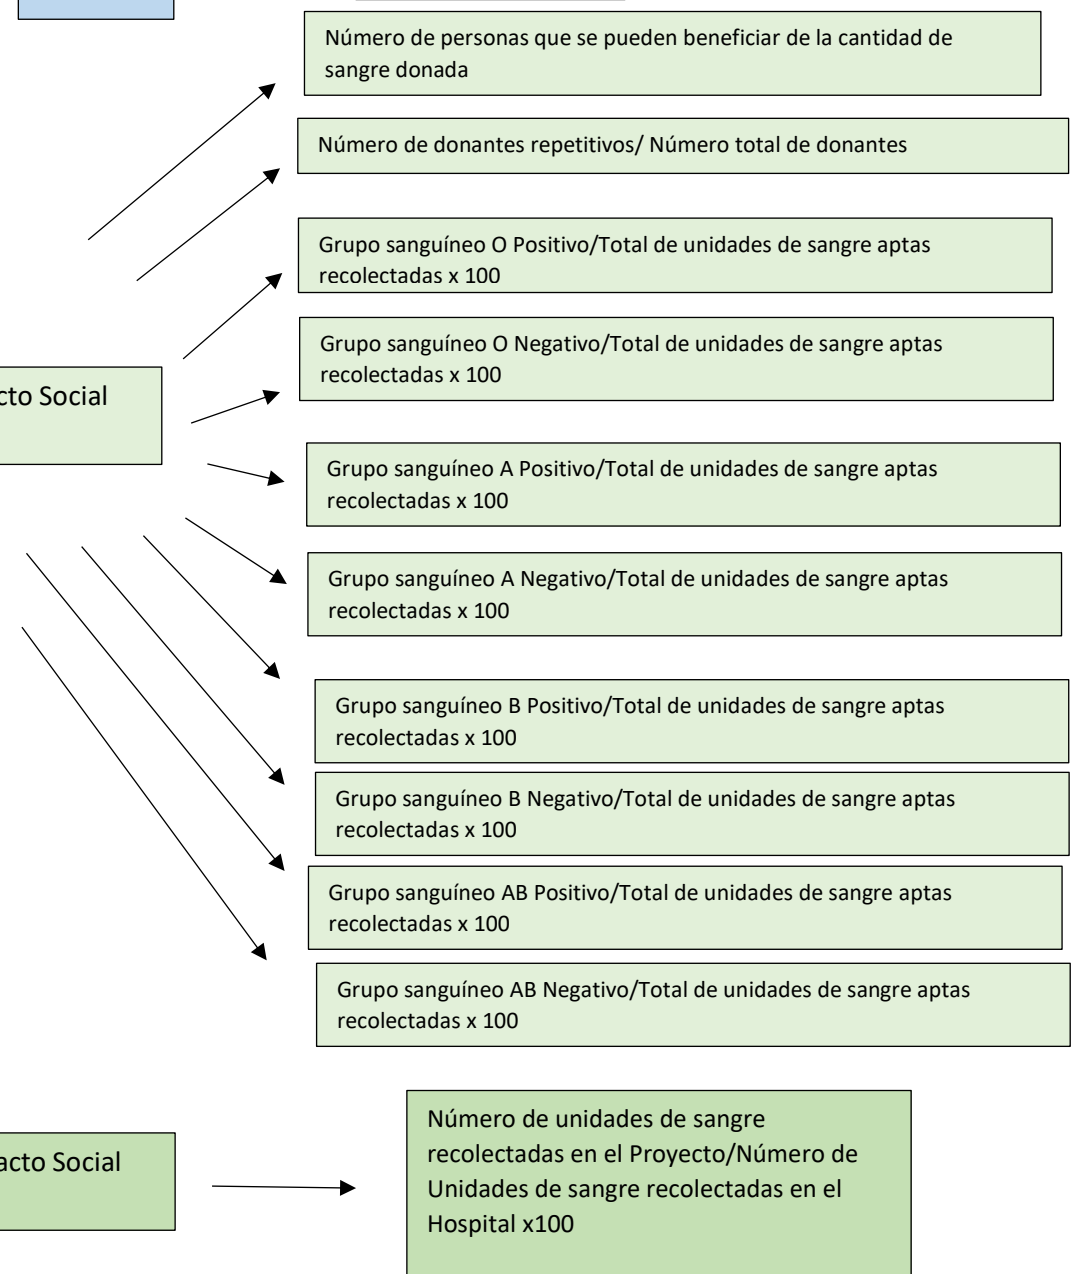 Número de personas que se pueden beneficiar de la cantidad de
sangre donada
Número de donantes repetitivos/ Número total de donantes
Grupo sanguíneo O Positivo/Total de unidades de sangre aptas
recolectadas x 100
Grupo sanguíneo O Negativo/Total de unidades de sangre aptas
recolectadas x 100
cto Social
Grupo sanguíneo A Positivo/Total de unidades de sangre aptas
recolectadas x 100
Grupo sanguíneo A Negativo/Total de unidades de sangre aptas
recolectadas x 100
Grupo sanguíneo B Positivo/Total de unidades de sangre aptas
recolectadas x 100
Grupo sanguíneo B Negativo/Total de unidades de sangre aptas
recolectadas x 100
Grupo sanguíneo AB Positivo/Total de unidades de sangre aptas
recolectadas x 100
Grupo sanguíneo AB Negativo/Total de unidades de sangre aptas
recolectadas x 100
acto Social
Número de unidades de sangre
recolectadas en el Proyecto/Número de
Unidades de sangre recolectadas en el
Hospital x100